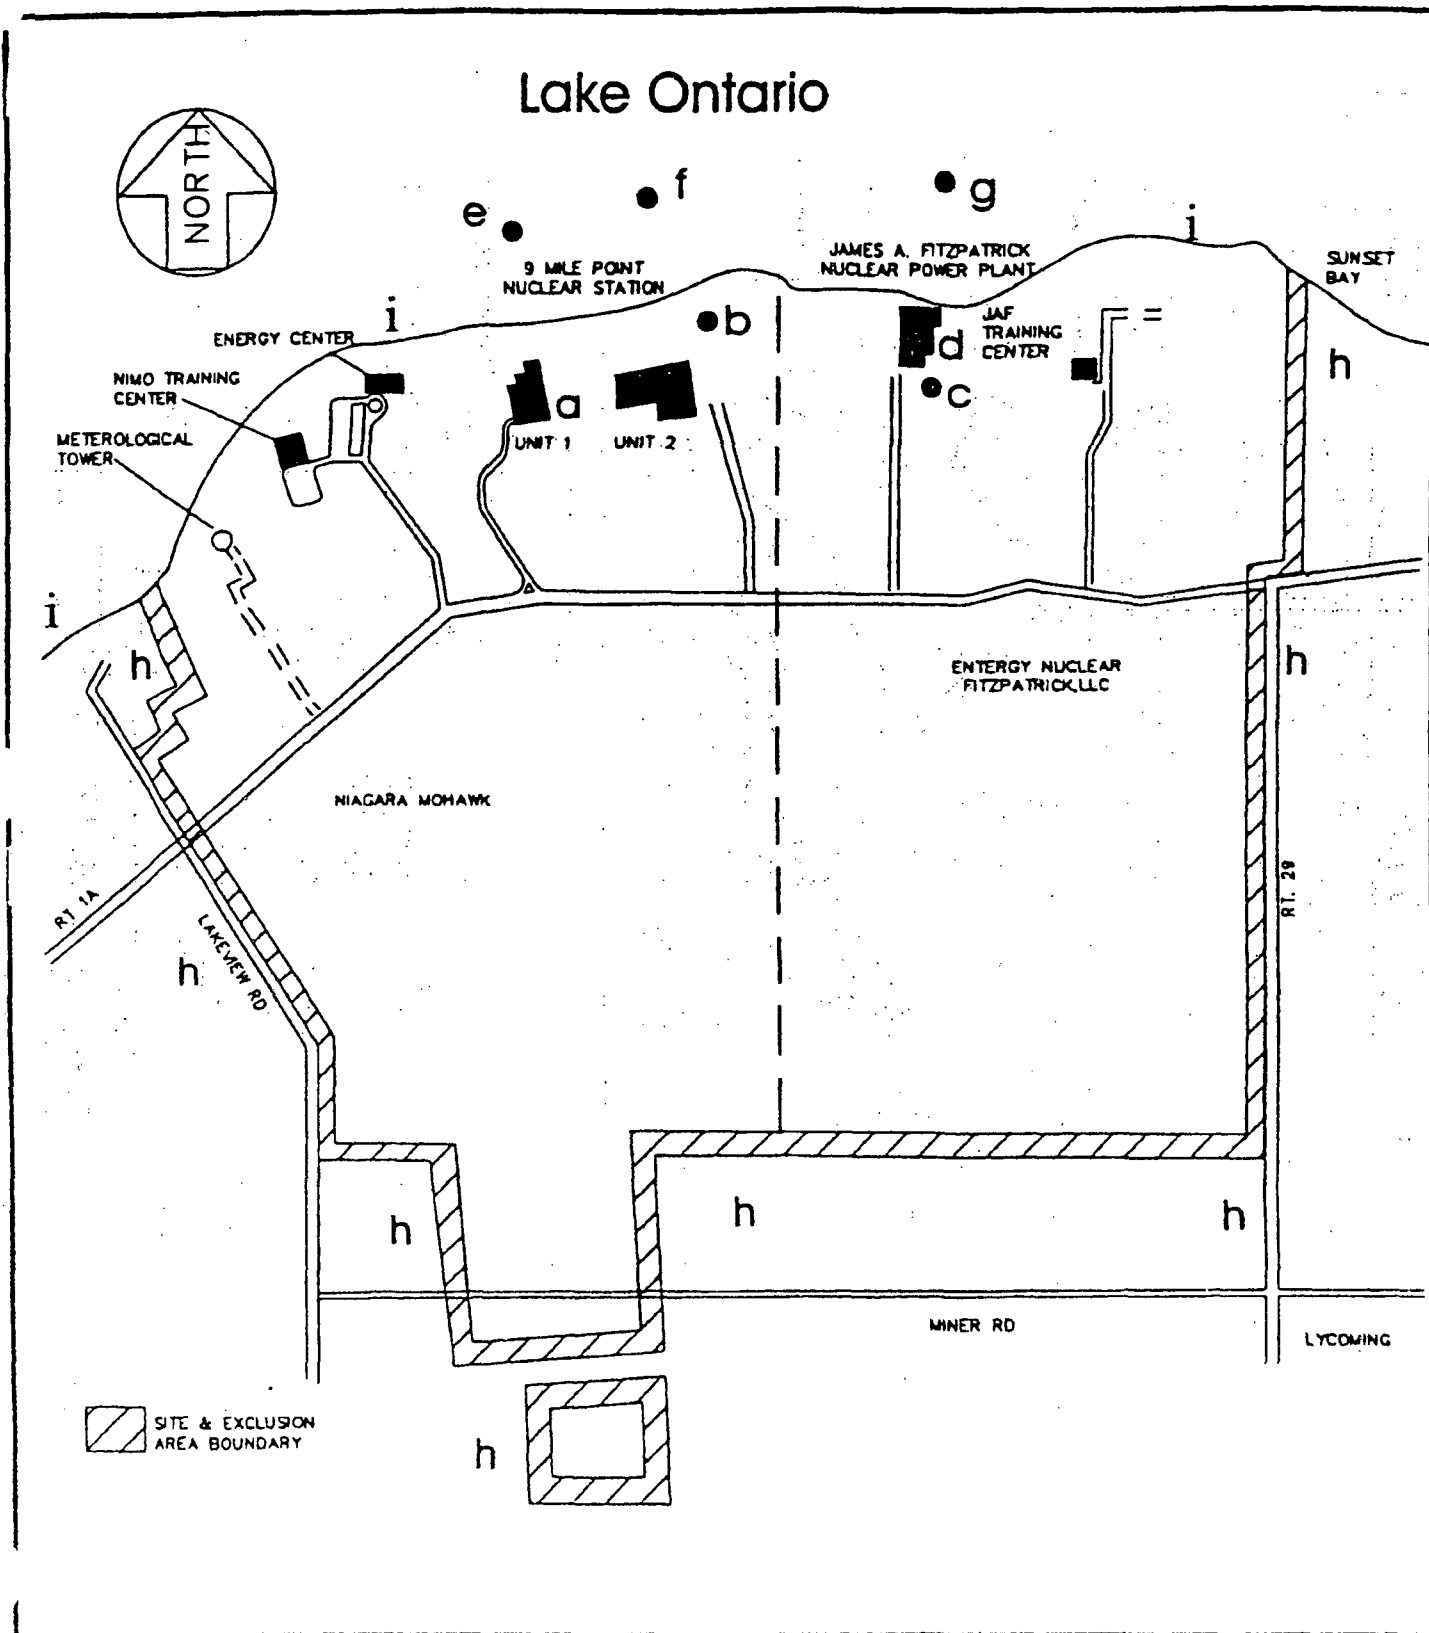 Lake Ontario
NORTH
e
f
g
i
9 MILE POINT
NUCLEAR STATION
JAMES A. FITZPATRICK
NUCLEAR POWER PLANT
SUNSET
BAY
i
b
ENERGY CENTER
JAF
TRAINING
CENTER
d
h
NIMO TRAINING
CENTER
a
c
METEROLOGICAL
TOWER
UNIT 1
UNIT 2
i
h
h
ENTERGY NUCLEAR
FITZPATRICK,LLC
NIAGARA MOHAWK
RT. 1A
RT. 29
LAKEVIEW RD
h
h
h
h
MINER RD
LYCOMING
SITE & EXCLUSION
AREA BOUNDARY
h